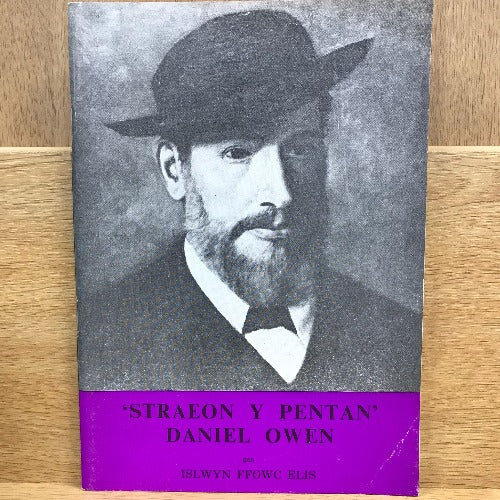 'STRAEON Y PENTAN'
DANIEL OWEN
gan
ISLWYN FFOWC ELIS